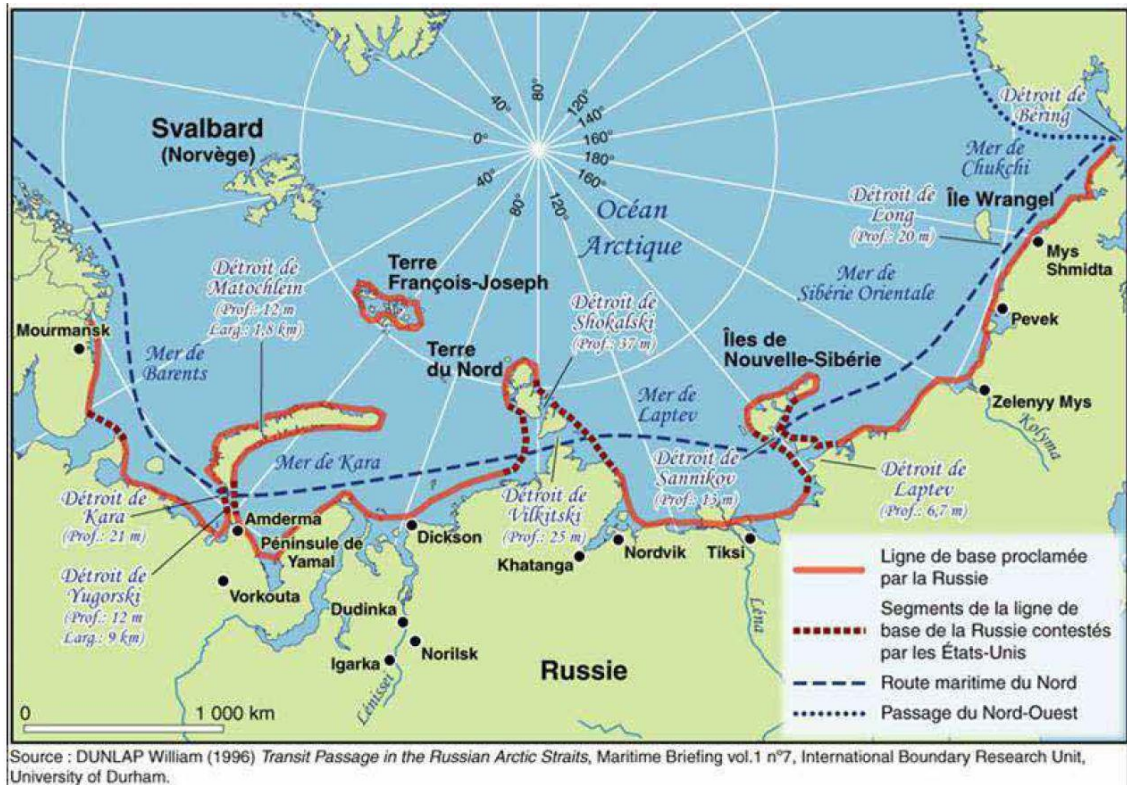 Svalbard
(Norvège)
40°
80°
120°
140°
160°
180°
160°
120°
80°
40°
0°
40°
Océan
Arctique
Détroit de
Bering
Mer de
Chukchi
Île Wrangel
Détroit de
Long
(Prof.: 20 m)
Mys
Shmidta
Mer de
Sibérie Orientale
Pevek
Zelenyy Mys
Kolyma
Détroit de
Matochlein
(Prof.: 12 m
Larg.: 1,8 km)
Terre
François-Joseph
Détroit de
Shokalski
(Prof.: 37 m)
Îles de
Nouvelle-Sibérie
Mourmansk
Mer de
Barents
Terre
du Nord
Mer de
Laptev
Mer de Kara
Détroit de
Kara
(Prof.: 21 m)
Amderma
Péninsule de
Yamal
Dickson
Détroit de
Vilkitski
(Prof.: 25 m)
Détroit de
Sannikov
(Prof.: 13 m)
Détroit de
Laptev
(Prof.: 6,7 m)
Khatanga
Nordvik
Tiksi
Détroit de
Yugorski
(Prof.: 12 m
Larg.: 9 km)
Vorkouta
Dudinka
Norilsk
Igarka
Léna
Lénissei
Russie
Ligne de base proclamée
par la Russie
Segments de la ligne de
base de la Russie contestés
par les États-Unis
Route maritime du Nord
Passage du Nord-Ouest
0 1 000 km
Source : DUNLAP William (1996) Transit Passage in the Russian Arctic Straits, Maritime Briefing vol.1 n°7, International Boundary Research Unit,
University of Durham.